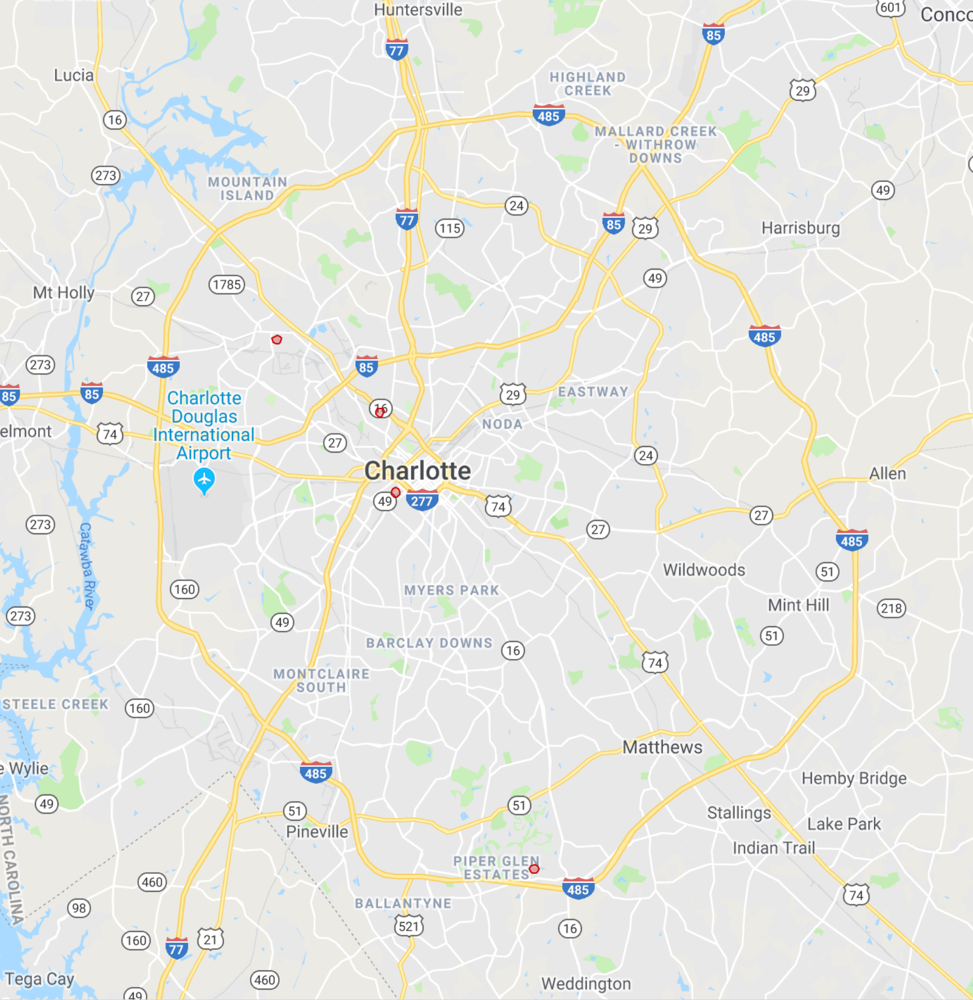 Huntersville
601
Conc
77
85
Lucia
HIGHLAND
CREEK
29
16
485
MALLARD CREEK
- WITHROW
DOWNS
273
MOUNTAIN
ISLAND
49
24
77
115
85
29
Harrisburg
1785
49
Mt Holly
27
485
273
485
85
85
85
Charlotte
Douglas
International
Airport
29
EASTWAY
16
elmont
74
NODA
27
24
Charlotte
Allen
49
277
74
273
27
27
485
Catawba River
Wildwoods
51
160
MYERS PARK
Mint Hill
218
273
49
51
BARCLAY DOWNS
16
74
MONTCLAIRE
SOUTH
STEELE CREEK
160
Matthews
e Wylie
485
Hemby Bridge
49
51
51
Stallings
Pineville
Lake Park
Indian Trail
NORTH CAROLINA
PIPER GLEN
ESTATES
460
485
74
98
BALLANTYNE
521
16
160
21
77
Tega Cay
460
Weddington
49